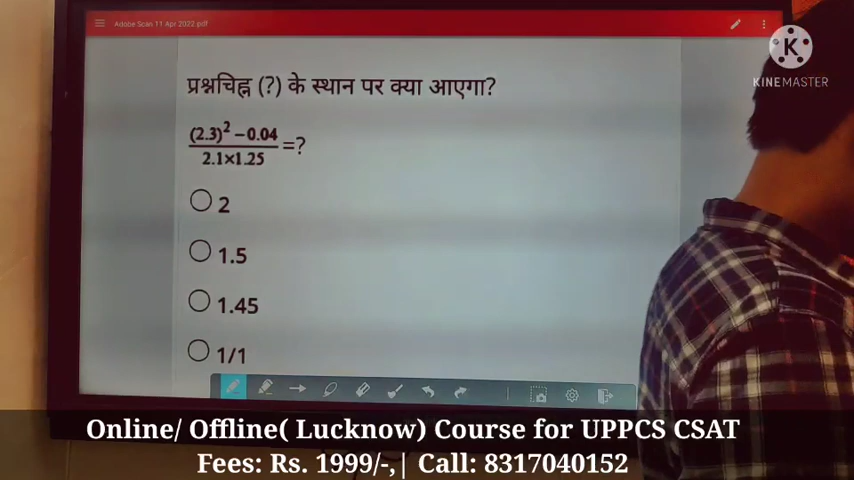 Adobe Scan 11 Apr 2022.pdf
K
KINEMASTER
प्रश्नचिह्न (?) के स्थान पर क्या आएगा?
(2.3)² –0.04
2.1×1.25
=?
2
1.5
1.45
1/1
Online/ Offline( Lucknow) Course for UPPCS CSAT
Fees: Rs. 1999/-,| Call: 8317040152